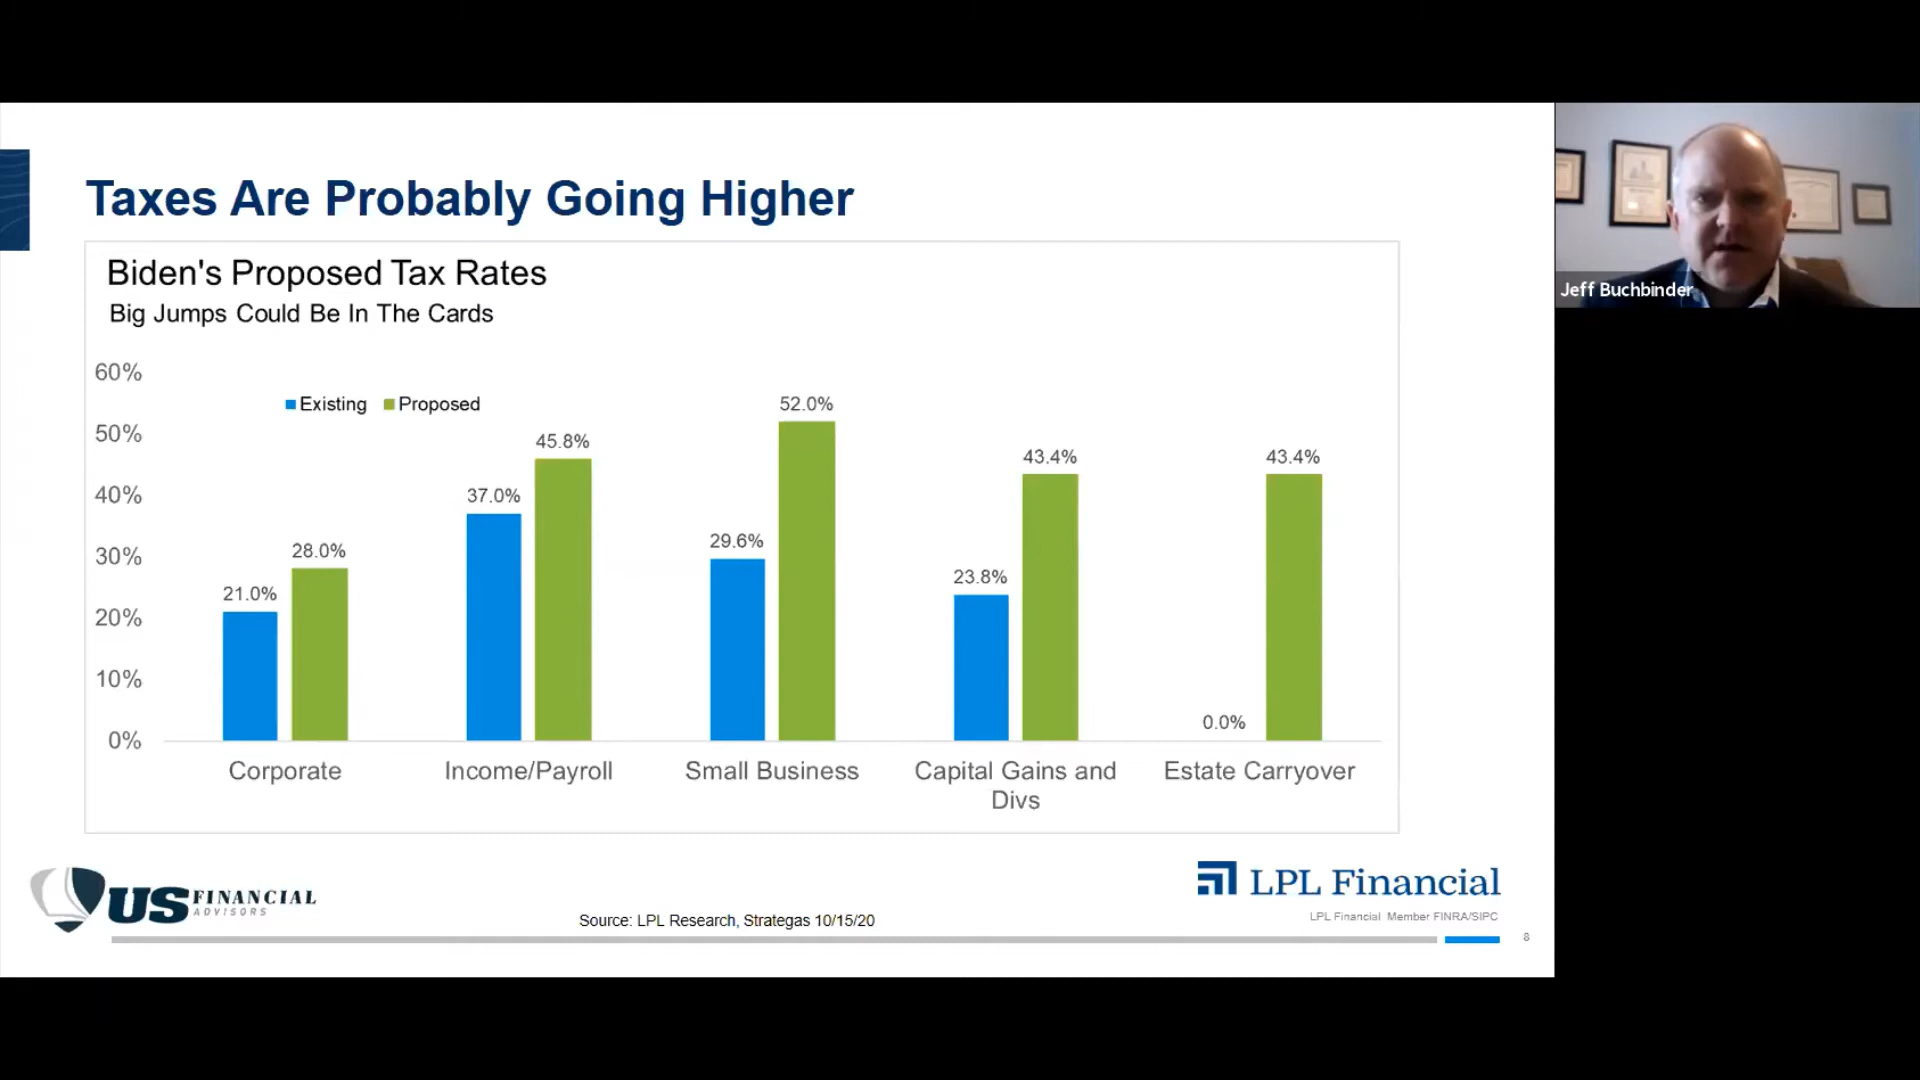 Taxes Are Probably Going Higher
Biden's Proposed Tax Rates
Big Jumps Could Be In The Cards
60%
50%
40%
30%
20%
10%
0%
Existing Proposed
21.0% 28.0%
37.0% 45.8%
29.6% 52.0%
23.8% 43.4%
0.0% 43.4%
Corporate
Income/Payroll
Small Business
Capital Gains and
Divs
Estate Carryover
US FINANCIAL
ADVISORS
Source: LPL Research, Strategas 10/15/20
LPL Financial
LPL Financial Member FINRA/SIPC
8
Jeff Buchbinder